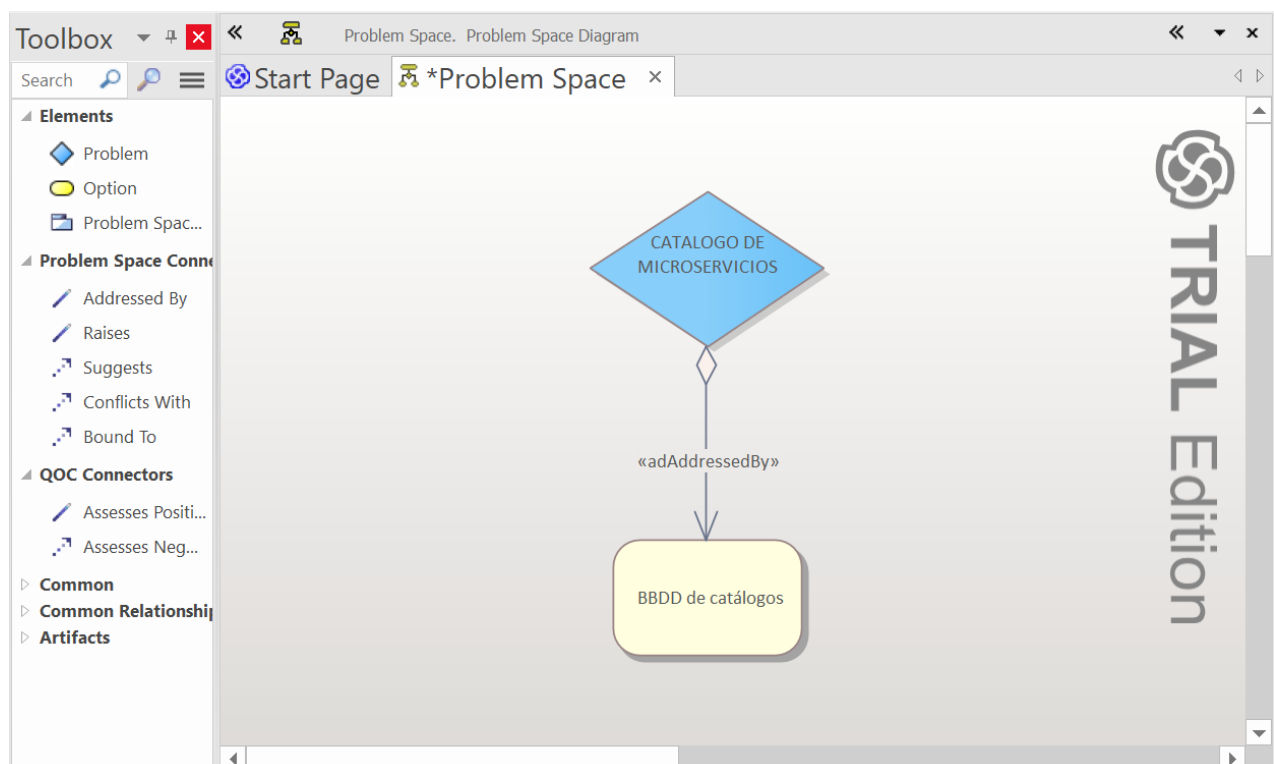 Toolbox
Problem Space. Problem Space Diagram
Search
Start Page
*Problem Space
Elements
Problem
Option
Problem Spac...
Problem Space Conne
Addressed By
Raises
Suggests
Conflicts With
Bound To
QOC Connectors
Assesses Positi...
Assesses Neg...
Common
Common Relationship
Artifacts
CATALOGO DE
MICROSERVICIOS
«adAddressedBy»
BBDD de catálogos
TRIAL Edition